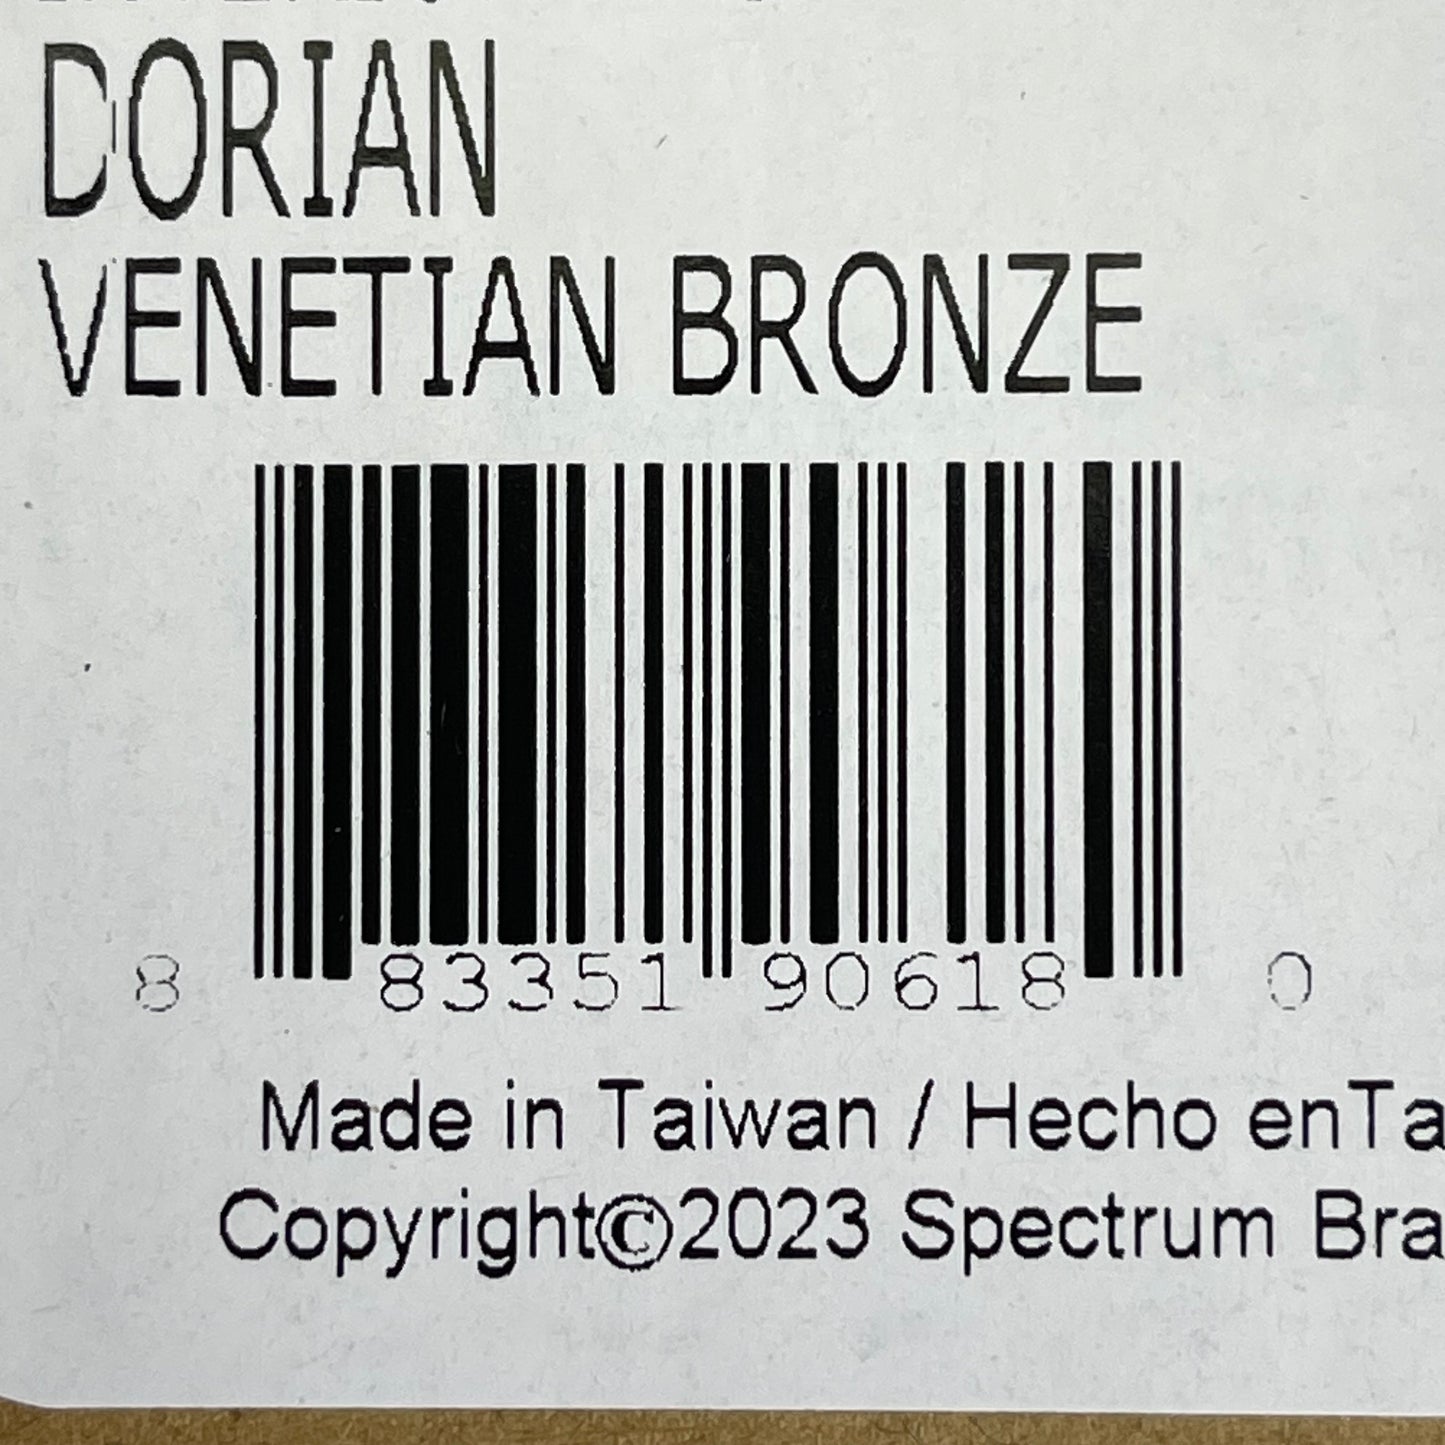 DORIAN
VENETIAN BRONZE
8 83351 90618 0
Made in Taiwan / Hecho enTa
Copyright©2023 Spectrum Bra